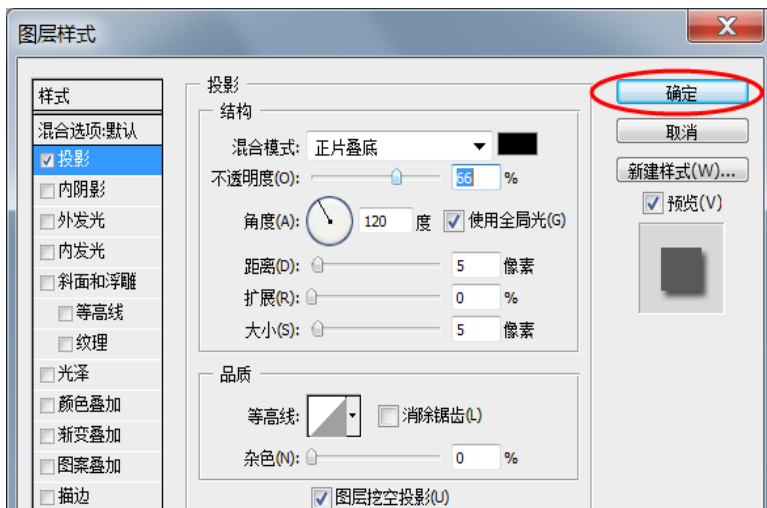 图层样式
X
样式
混合选项:默认
投影
内阴影
外发光
内发光
斜面和浮雕
等高线
纹理
光泽
颜色叠加
渐变叠加
图案叠加
描边
投影
结构
混合模式: 正片叠底
不透明度(O): 66 %
角度(A): 120 度 使用全局光(G)
距离(D): 5 像素
扩展(R): 0 %
大小(S): 5 像素
品质
等高线: 消除锯齿(L)
杂色(N): 0 %
图层挖空投影(U)
确定
取消
新建样式(W)...
预览(V)